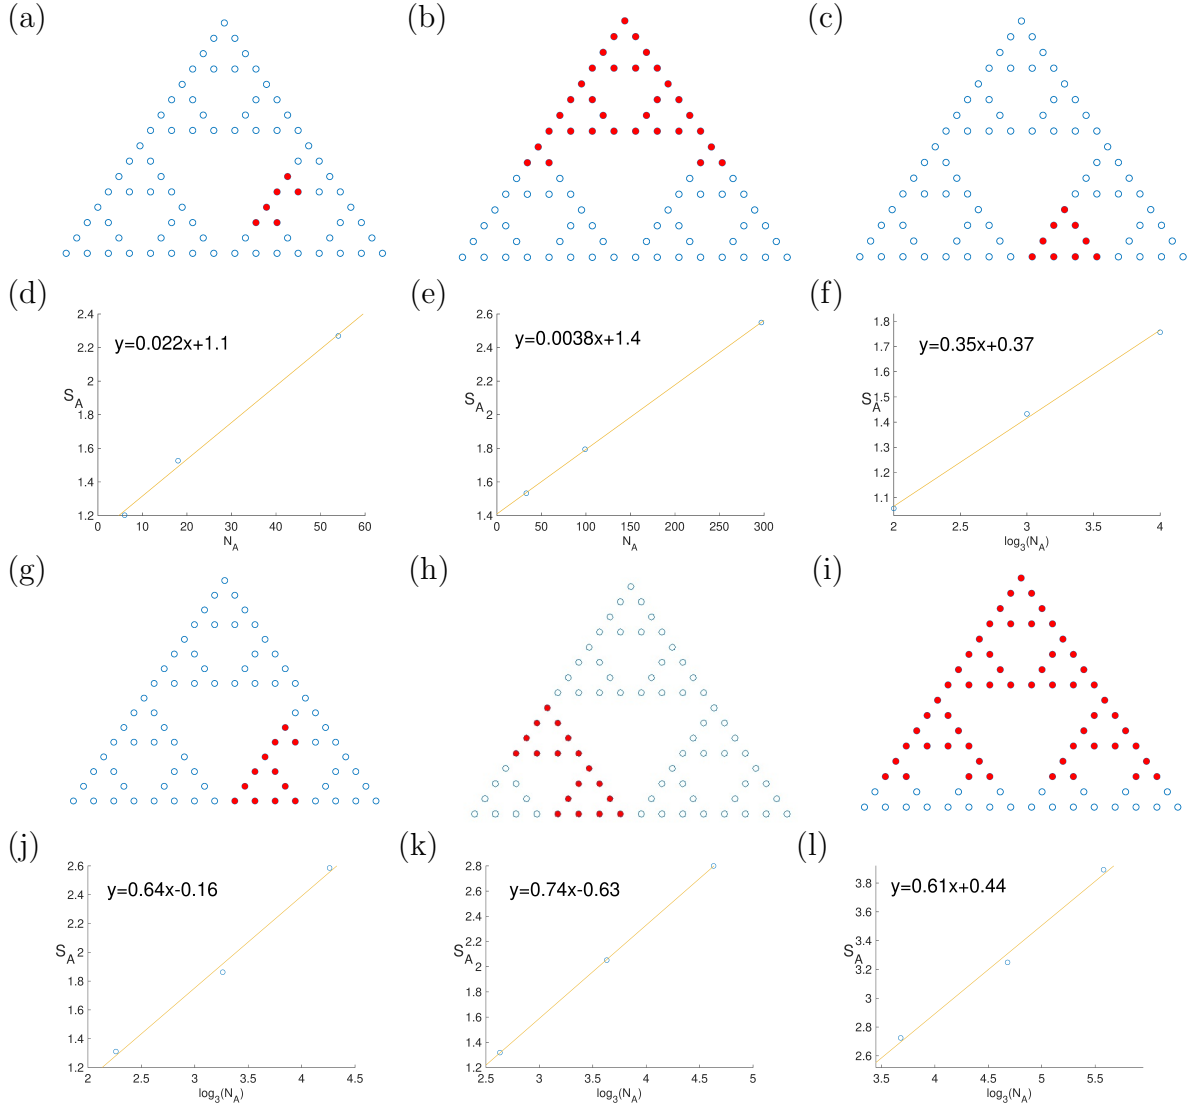 (a) (b) (c)
(d) (e) (f)
2.4
2.2
2
1.8
1.6
1.4
1.2
S_A
y=0.022x+1.1
0 10 20 30 40 50 60
N_A
2.6
2.4
2.2
2
1.8
1.6
1.4
S_A
y=0.0038x+1.4
0 50 100 150 200 250 300
N_A
1.8
1.7
1.6
1.5
1.4
1.3
1.2
1.1
S_A
y=0.35x+0.37
2 2.5 3 3.5 4
log_3(N_A)
(g) (h) (i)
(j) (k) (l)
2.6
2.4
2.2
2
1.8
1.6
1.4
1.2
S_A
y=0.64x-0.16
2 2.5 3 3.5 4 4.5
log_3(N_A)
2.8
2.6
2.4
2.2
2
1.8
1.6
1.4
1.2
S_A
y=0.74x-0.63
2.5 3 3.5 4 4.5 5
log_3(N_A)
3.8
3.6
3.4
3.2
3
2.8
2.6
S_A
y=0.61x+0.44
3.5 4 4.5 5 5.5
log_3(N_A)